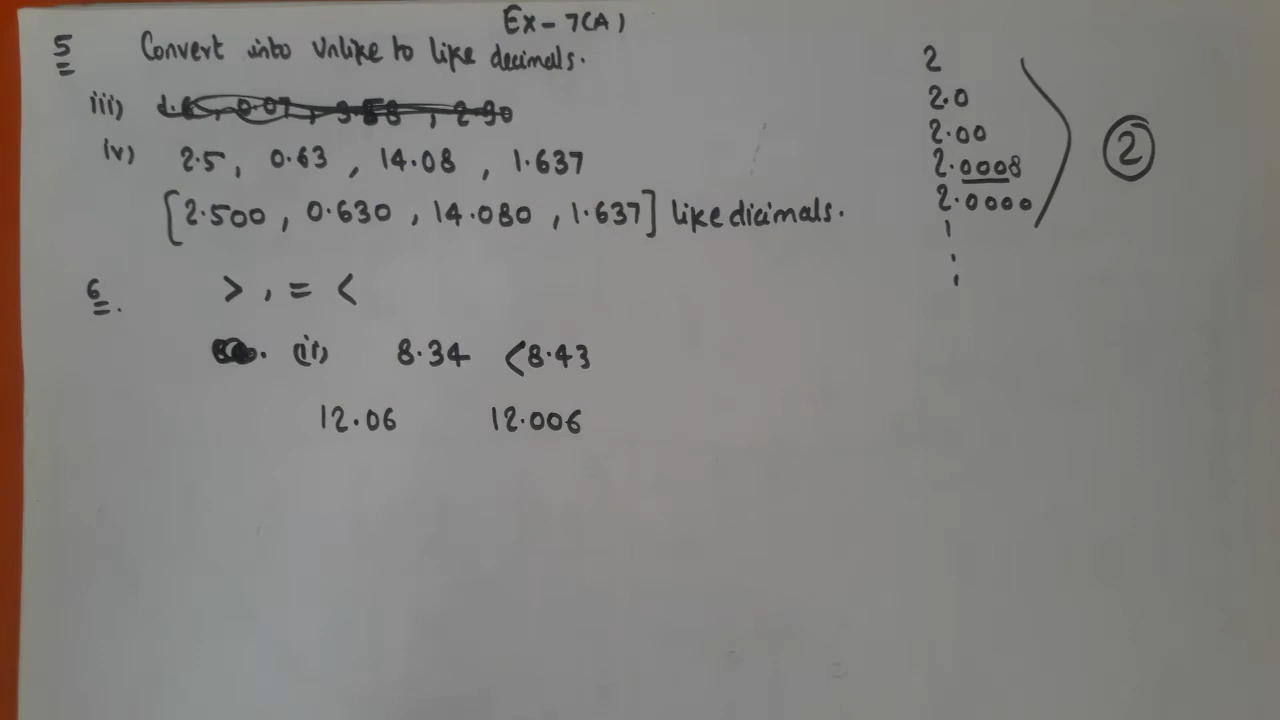 Ex - 7(A)
5 Convert into Unlike to like decimals.
iii)
iv) 2.5, 0.63, 14.08, 1.637
[2.500, 0.630, 14.080, 1.637] like dicimals.
6. >, = <
(ii) 8.34 < 8.43
12.06 12.006
2
2.0
2.00
2.0008
2.0000
2